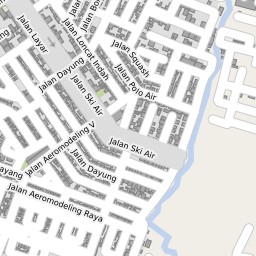 Jalan Layar
Jalan Loncat Indah
Jalan Squash
Jalan Dayung
Jalan Polo Air
Jalan Ski Air
Jalan Ski Air
Jalan Aeromodeling V
Jalan Dayung
Jalan Aeromodeling Raya